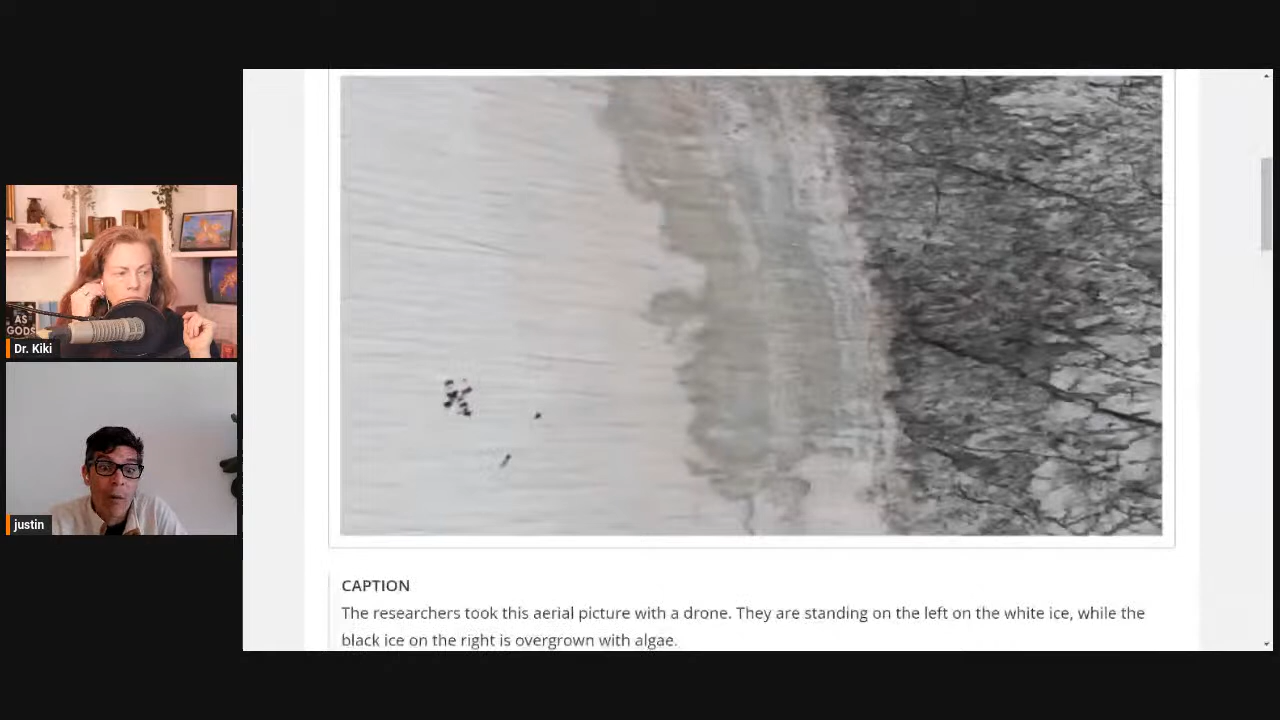 AS
GODS
Dr. Kiki
justin
CAPTION
The researchers took this aerial picture with a drone. They are standing on the left on the white ice, while the
black ice on the right is overgrown with algae.